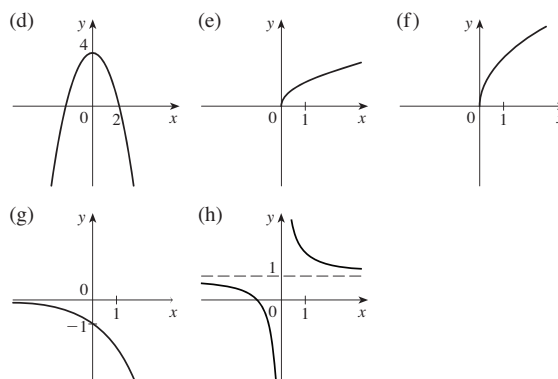 (d) y (e) y (f) y
4
0 2 x 0 1 x 0 1
(g) y (h) y
0 1
1 x 0 1 x
−1